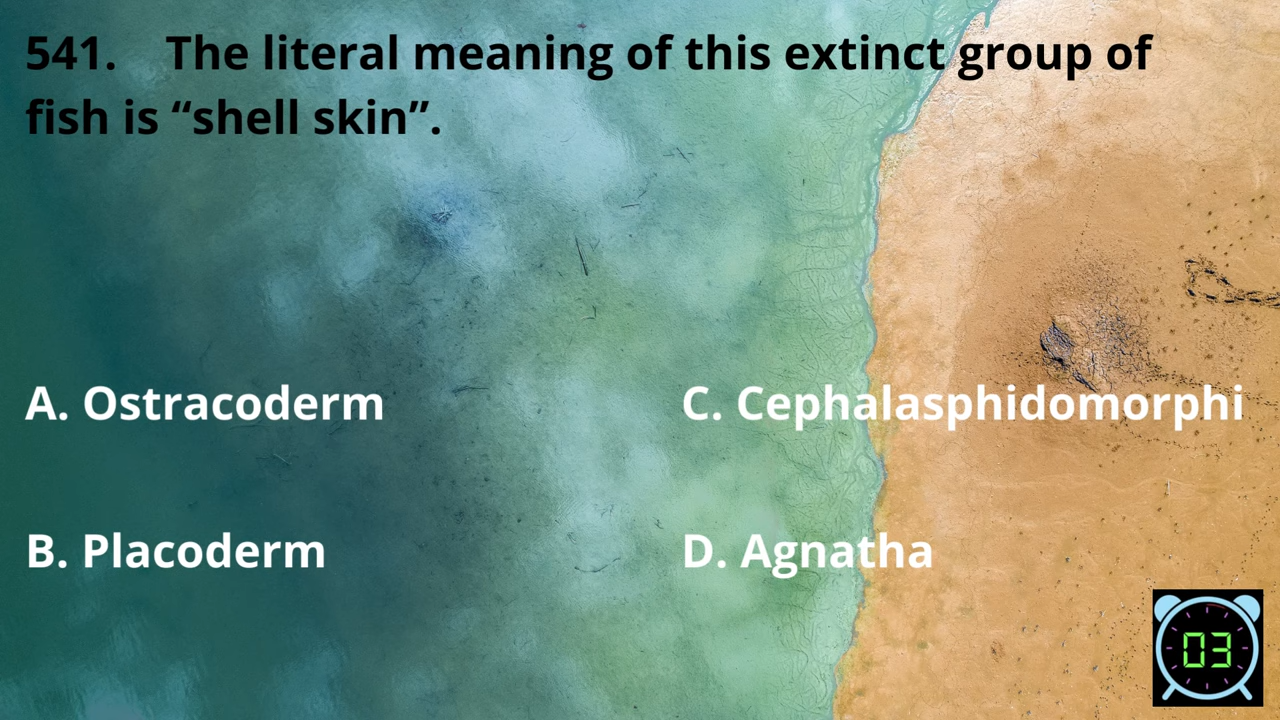 541. The literal meaning of this extinct group of
fish is “shell skin”.
A. Ostracoderm
C. Cephalasphidomorphi
B. Placoderm
D. Agnatha
03